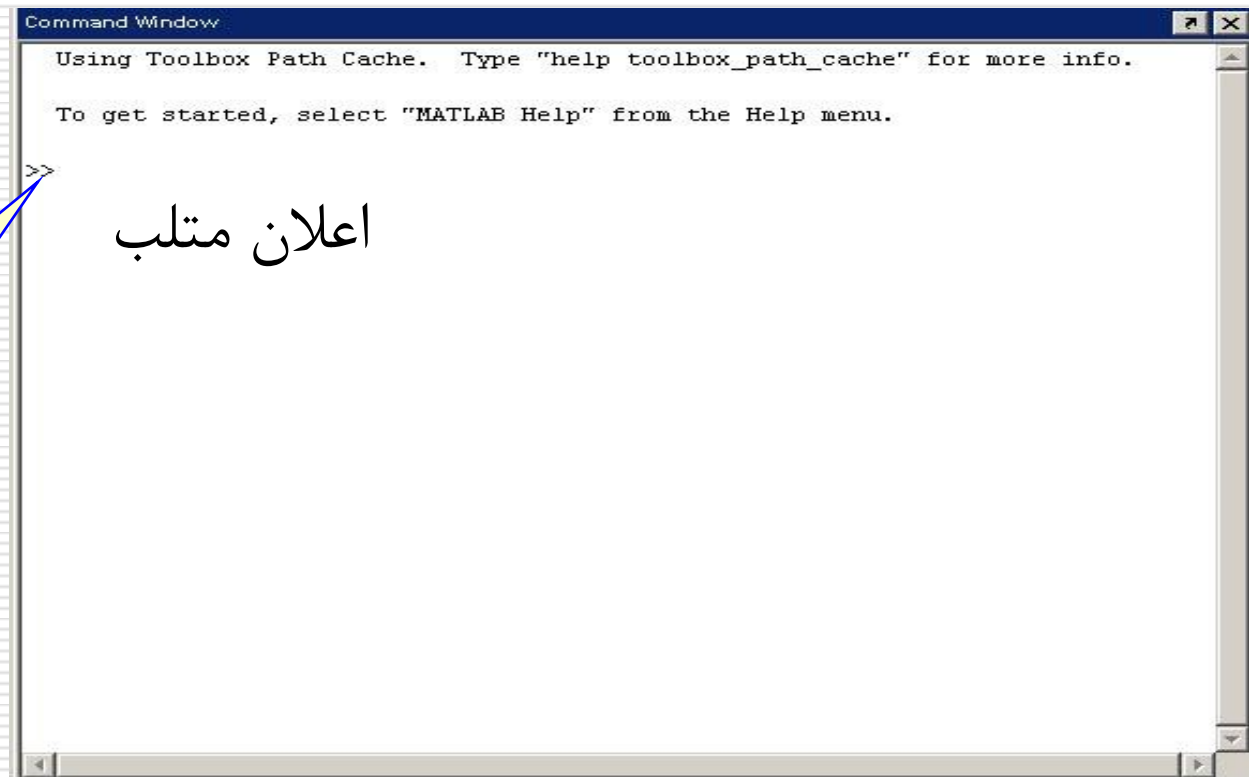 Command Window
Using Toolbox Path Cache.  Type "help toolbox_path_cache" for more info.
To get started, select "MATLAB Help" from the Help menu.
>>
اعلان متلب